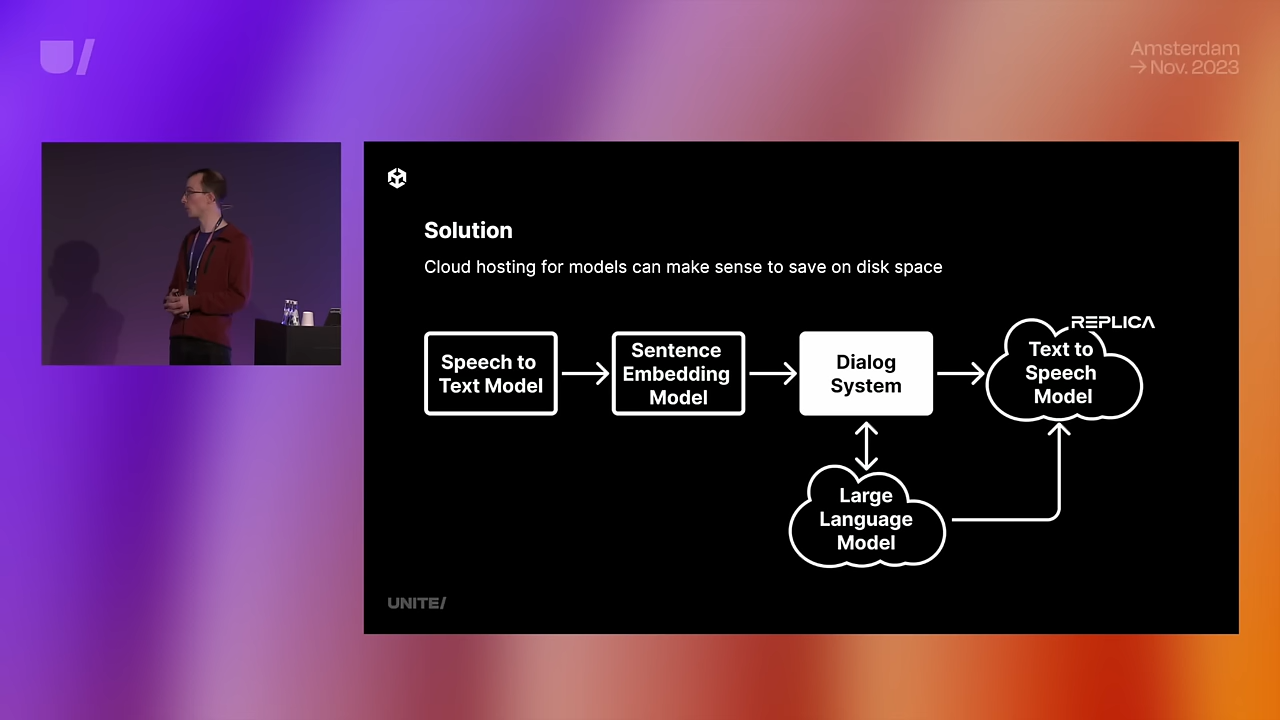 U/
Amsterdam
→ Nov. 2023
Solution
Cloud hosting for models can make sense to save on disk space
Speech to
Text Model
Sentence
Embedding
Model
Dialog
System
REPLICA
Text to
Speech
Model
Large
Language
Model
UNITE/